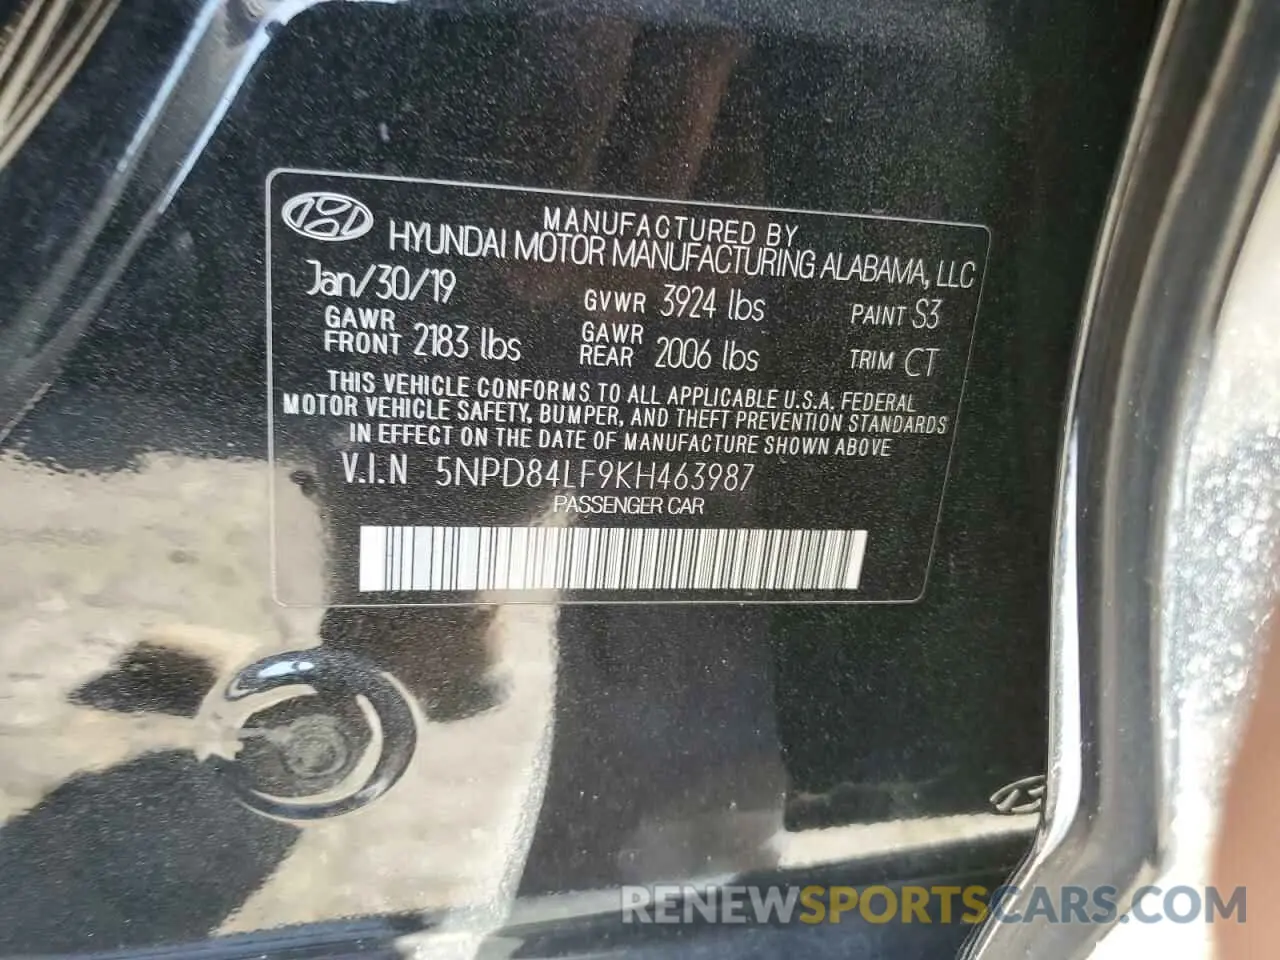 MANUFACTURED BY
HYUNDAI MOTOR MANUFACTURING ALABAMA, LLC
Jan/30/19 GVWR 3924 lbs PAINT S3
GAWR FRONT 2183 lbs GAWR REAR 2006 lbs TRIM CT
THIS VEHICLE CONFORMS TO ALL APPLICABLE U.S.A. FEDERAL
MOTOR VEHICLE SAFETY, BUMPER, AND THEFT PREVENTION STANDARDS
IN EFFECT ON THE DATE OF MANUFACTURE SHOWN ABOVE
V.I.N 5NPD84LF9KH463987
PASSENGER CAR
RENEWSPORTSCARS.COM